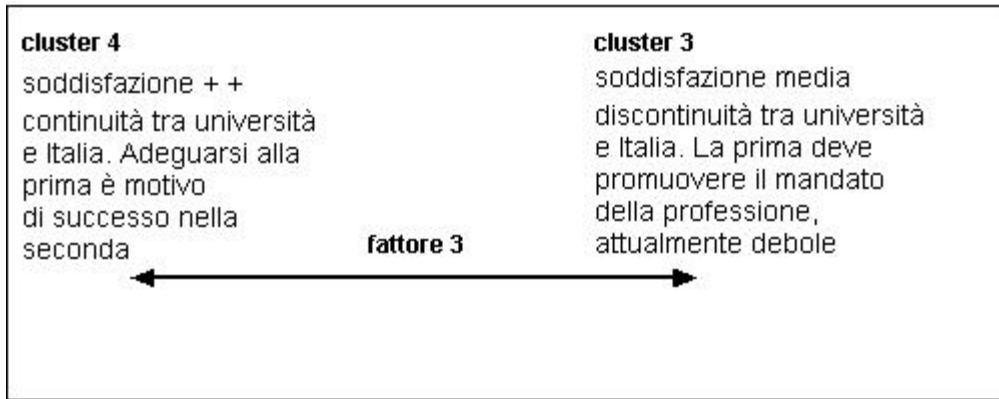 cluster 4
soddisfazione + +
continuità tra università
e Italia. Adeguarsi alla
prima è motivo
di successo nella
seconda
fattore 3
cluster 3
soddisfazione media
discontinuità tra università
e Italia. La prima deve
promuovere il mandato
della professione,
attualmente debole